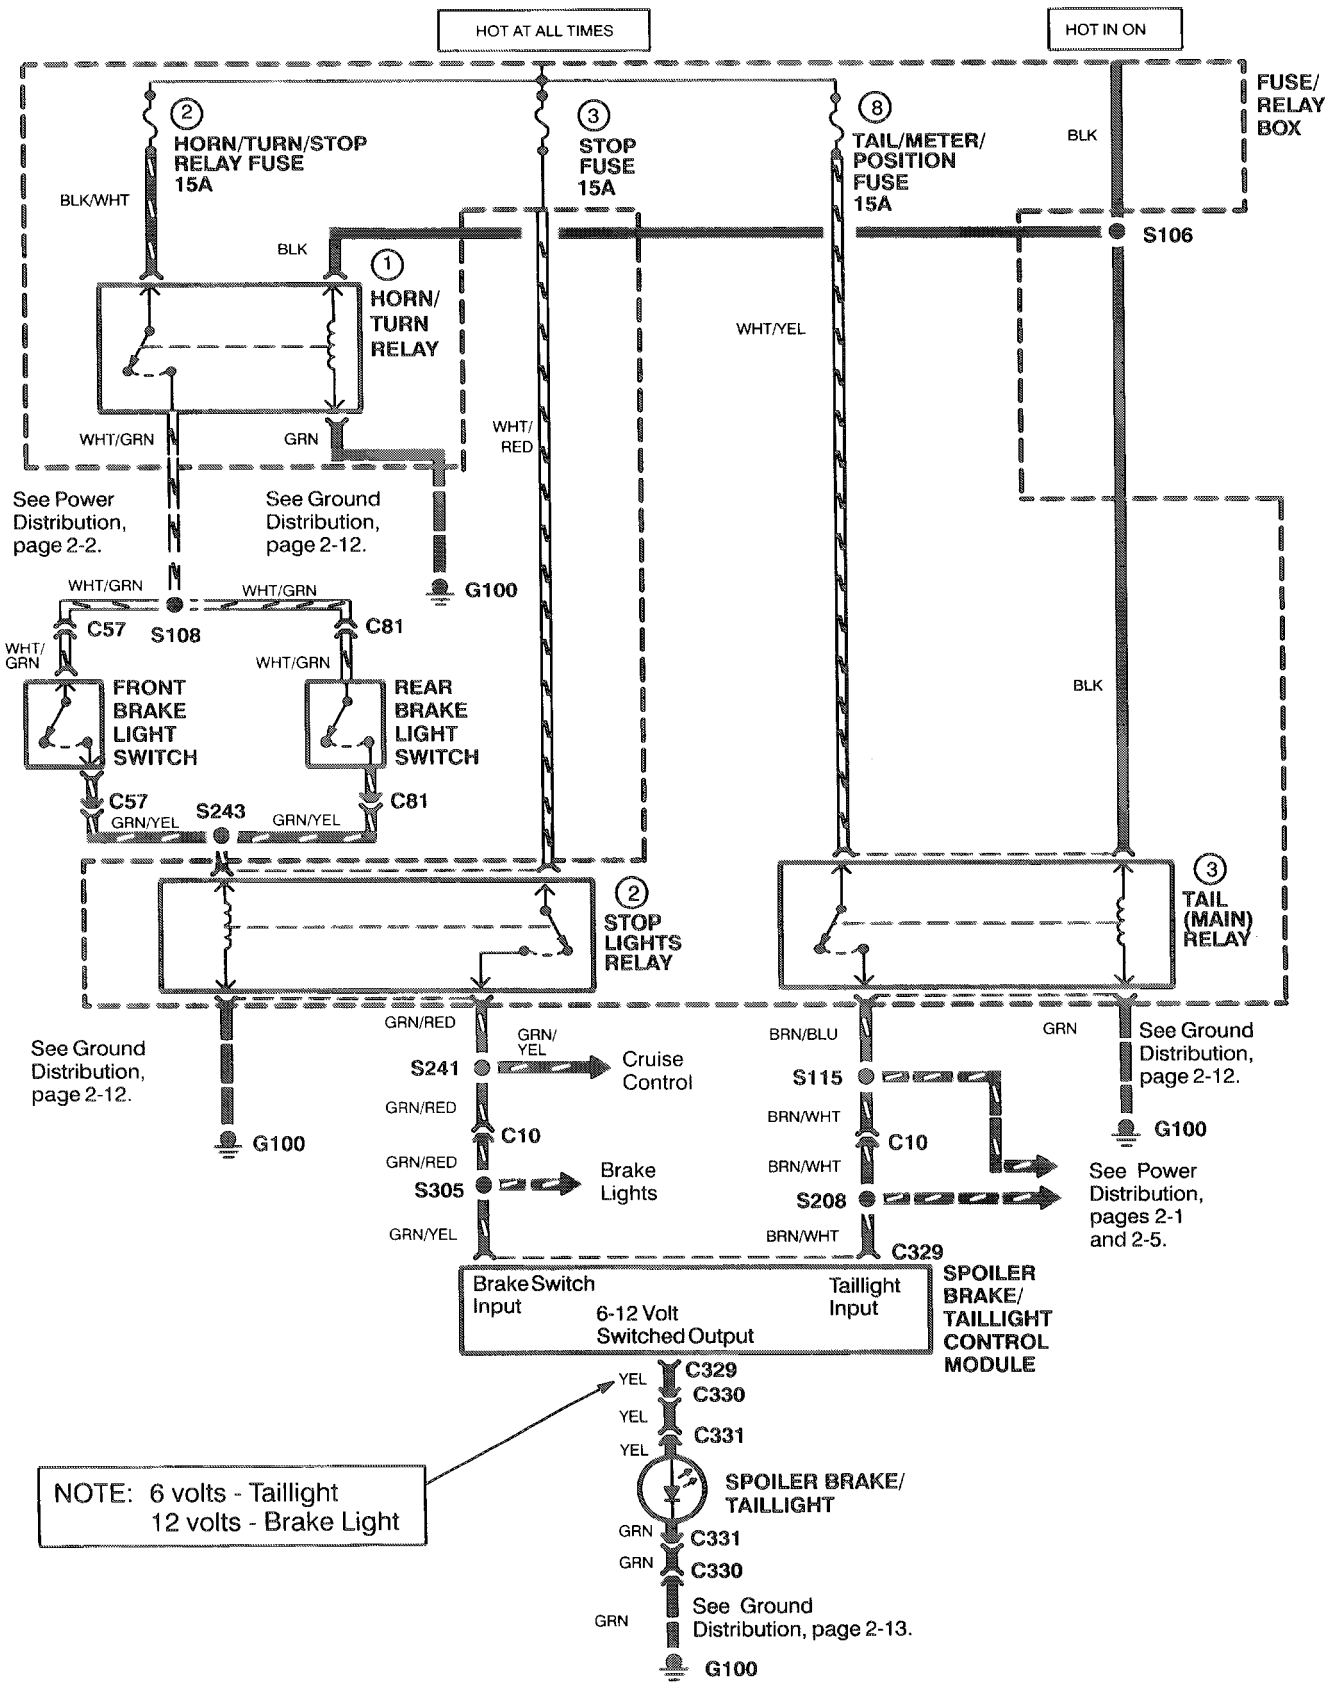 HOT AT ALL TIMES
HOT IN ON
FUSE/
RELAY
BOX
2
HORN/TURN/STOP
RELAY FUSE
15A
3
STOP
FUSE
15A
8
TAIL/METER/
POSITION
FUSE
15A
BLK
BLK/WHT
BLK
S106
1
HORN/
TURN
RELAY
WHT/YEL
WHT/GRN
GRN
WHT/
RED
See Power
Distribution,
page 2-2.
See Ground
Distribution,
page 2-12.
G100
WHT/GRN
WHT/GRN
C57
S108
C81
WHT/
GRN
WHT/GRN
FRONT
BRAKE
LIGHT
SWITCH
REAR
BRAKE
LIGHT
SWITCH
BLK
C57
S243
C81
GRN/YEL
GRN/YEL
2
STOP
LIGHTS
RELAY
3
TAIL
(MAIN)
RELAY
See Ground
Distribution,
page 2-12.
G100
GRN/RED
GRN/
YEL
S241
Cruise
Control
GRN/RED
C10
GRN/RED
S305
Brake
Lights
GRN/YEL
BRN/BLU
GRN
See Ground
Distribution,
page 2-12.
S115
BRN/WHT
C10
G100
BRN/WHT
S208
See Power
Distribution,
pages 2-1
and 2-5.
BRN/WHT
C329
Brake Switch
Input
6-12 Volt
Switched Output
Taillight
Input
SPOILER
BRAKE/
TAILLIGHT
CONTROL
MODULE
YEL
C329
C330
YEL
C331
YEL
SPOILER BRAKE/
TAILLIGHT
NOTE: 6 volts - Taillight
12 volts - Brake Light
GRN
C331
GRN
C330
GRN
See Ground
Distribution, page 2-13.
G100